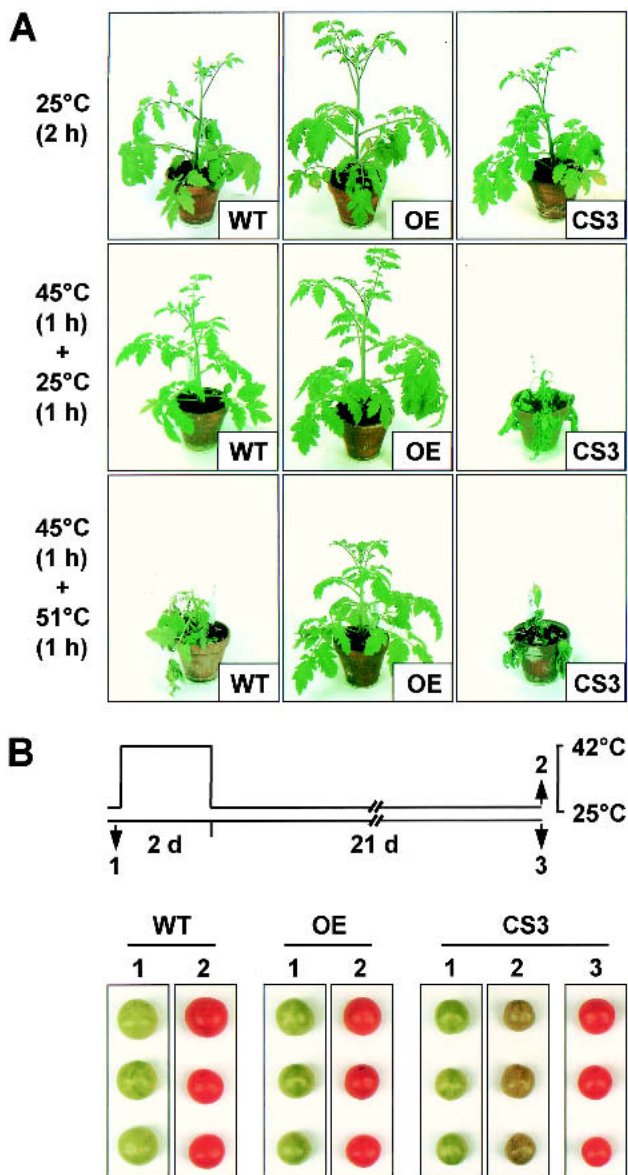 A
25°C
(2 h)
WT
OE
CS3
45°C
(1 h)
+
25°C
(1 h)
WT
OE
CS3
45°C
(1 h)
+
51°C
(1 h)
WT
OE
CS3
B
2
42°C
25°C
1
2 d
21 d
3
WT OE CS3
1 2 1 2 1 2 3